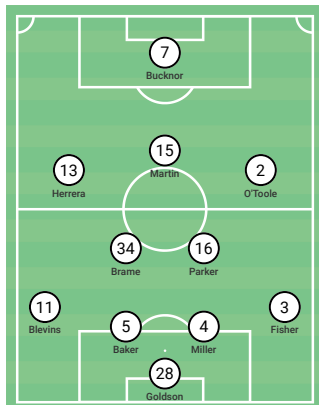 7
Bucknor
15
Martin
13
Herrera
2
O'Toole
34
Brame
16
Parker
11
Blevins
3
Fisher
5
Baker
4
Miller
28
Goldson